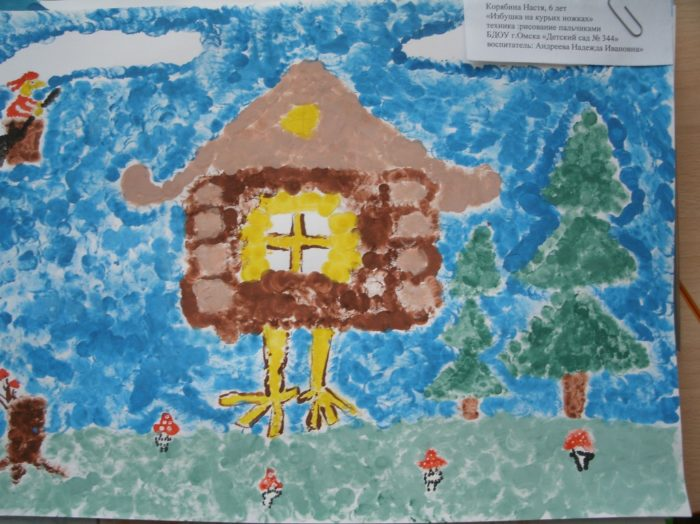 Корябина Настя, 6 лет
«Избушка на курьих ножках»
техника :рисование пальчиками
БДОУ г.Омска «Детский сад № 344»
воспитатель: Андреева Надежда Ивановна»